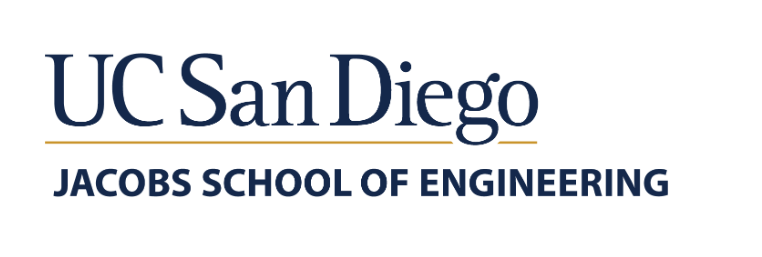 UC San Diego
JACOBS SCHOOL OF ENGINEERING